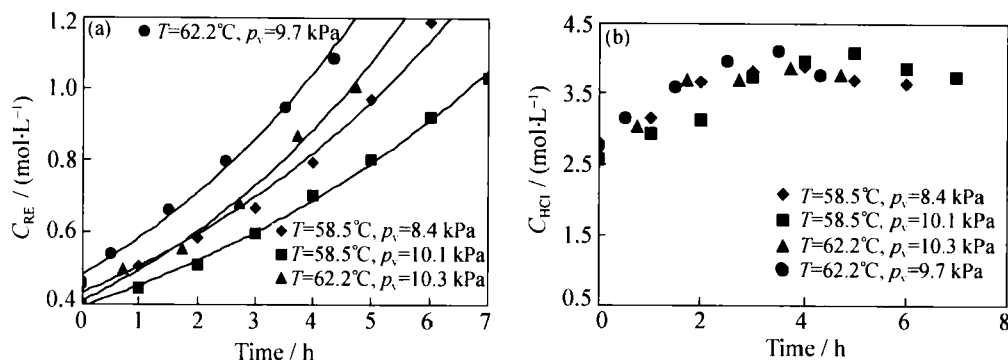 (a)
T=62.2℃, pv=9.7 kPa
T=58.5℃, pv=8.4 kPa
T=58.5℃, pv=10.1 kPa
T=62.2℃, pv=10.3 kPa
CRE / (mol·L⁻¹)
1.2
1.0
0.8
0.6
0.4
0 1 2 3 4 5 6 7
Time / h
(b)
T=58.5℃, pv=8.4 kPa
T=58.5℃, pv=10.1 kPa
T=62.2℃, pv=10.3 kPa
T=62.2℃, pv=9.7 kPa
CHCl / (mol·L⁻¹)
4.5
3.5
2.5
1.5
0.5
0 2 4 6 8
Time / h